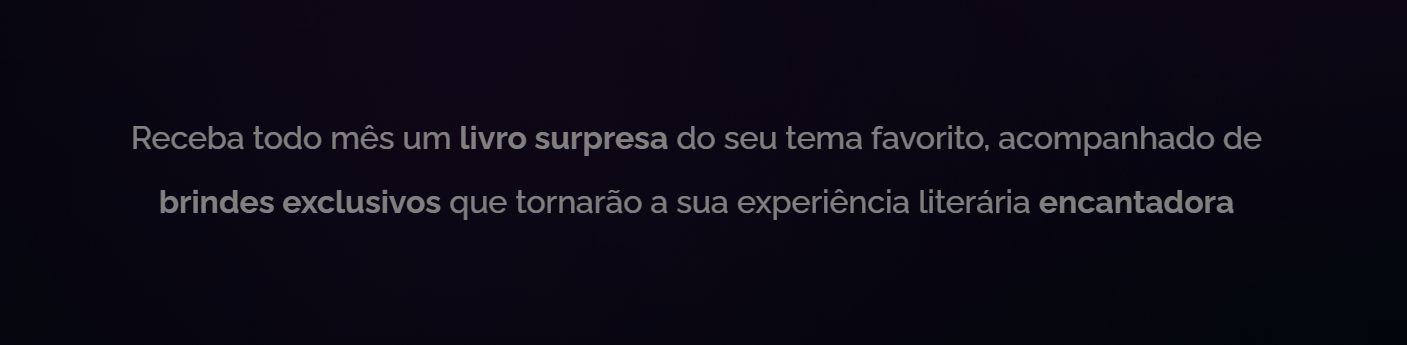 Receba todo mês um livro surpresa do seu tema favorito, acompanhado de
brindes exclusivos que tornarão a sua experiência literária encantadora